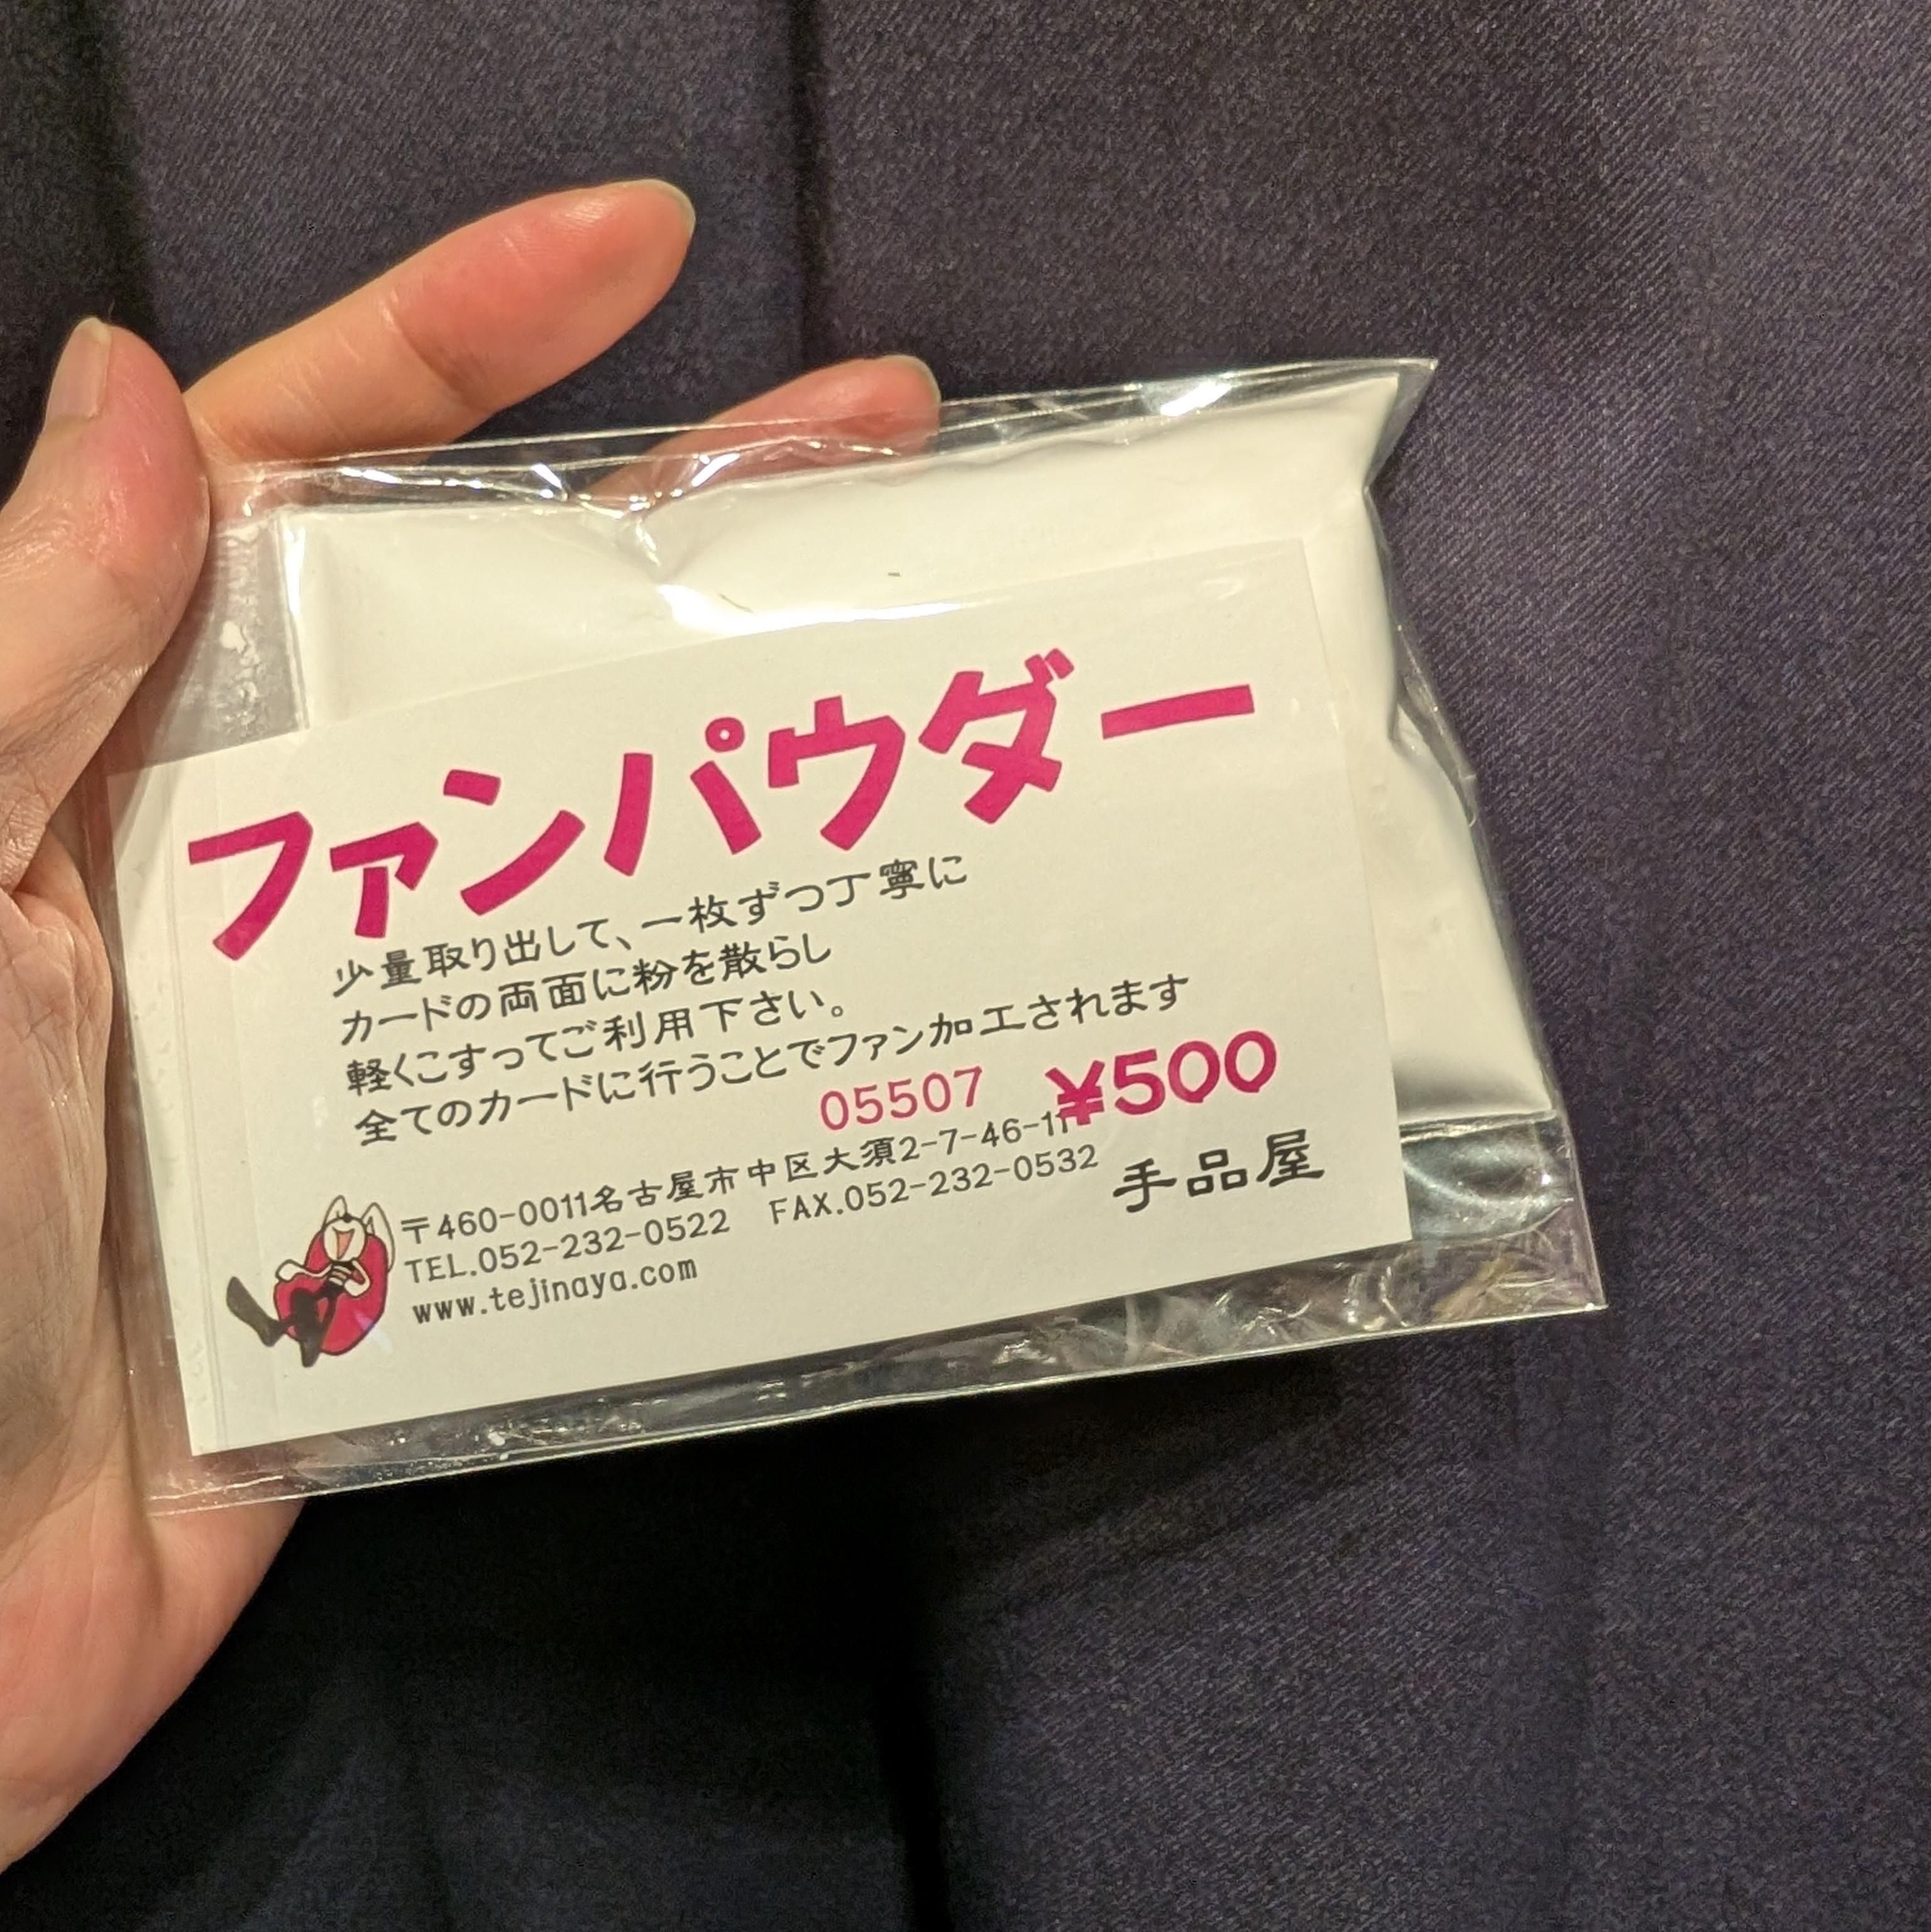 ファンパウダー
少量取り出して、一枚ずつ丁寧に
カードの両面に粉を散らし
軽くこすってご利用下さい。
全てのカードに行うことでファン加工されます
05507 ¥500
〒460-0011名古屋市中区大須2-7-46-1F
TEL.052-232-0522 FAX.052-232-0532
手品屋
www.tejinaya.com